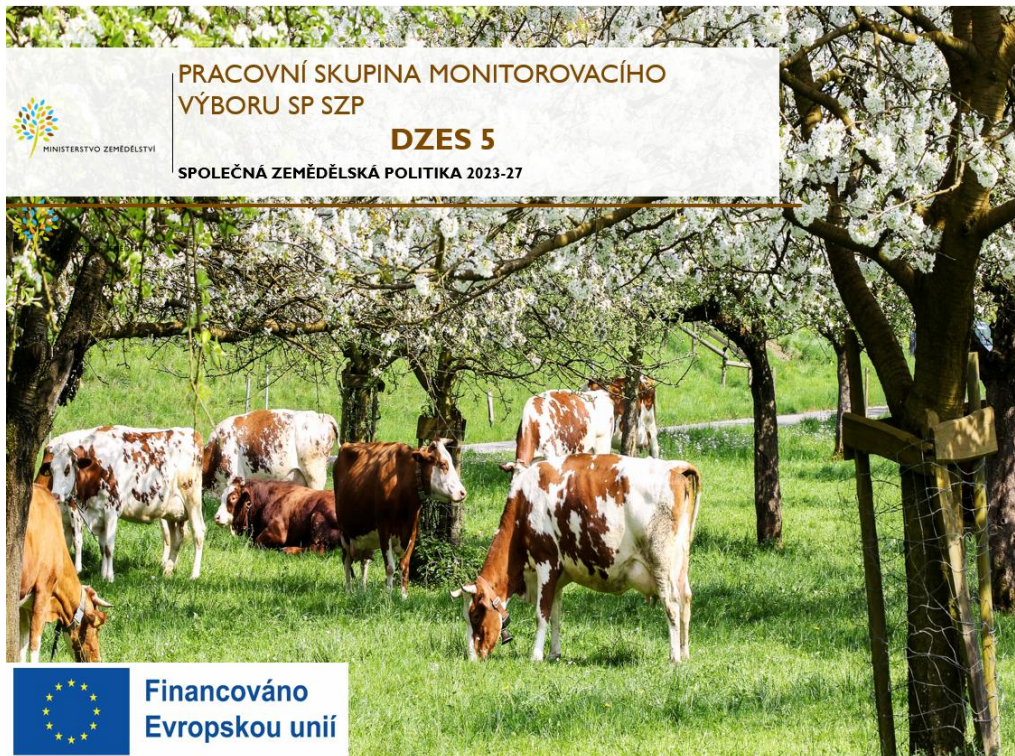 PRACOVNÍ SKUPINA MONITOROVACÍHO
VÝBORU SP SZP
DZES 5
MINISTERSTVO ZEMĚDĚLSTVÍ
SPOLEČNÁ ZEMĚDĚLSKÁ POLITIKA 2023-27
Financováno
Evropskou unií